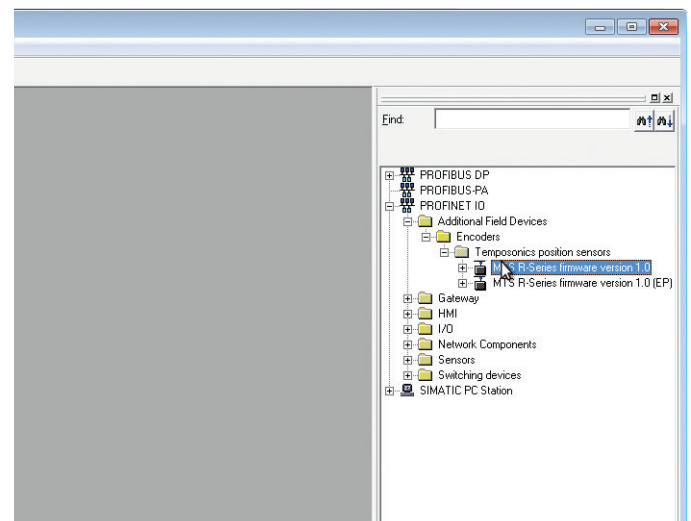 Find:
PROFIBUS DP
PROFIBUS-PA
PROFINET IO
Additional Field Devices
Encoders
Temposonics position sensors
MTS R-Series firmware version 1.0
MTS R-Series firmware version 1.0 (EP)
Gateway
HMI
I/O
Network Components
Sensors
Switching devices
SIMATIC PC Station